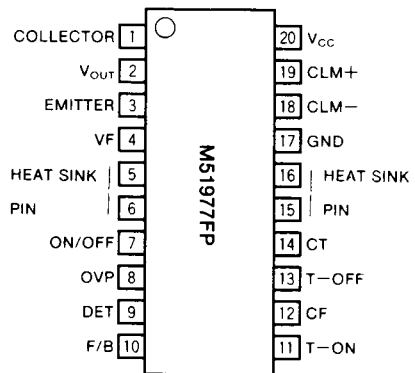 COLLECTOR 1
VOUT 2
EMITTER 3
VF 4
HEAT SINK 5
PIN 6
ON/OFF 7
OVP 8
DET 9
F/B 10
M51977FP
20 VCC
19 CLM+
18 CLM−
17 GND
16 HEAT SINK
15 PIN
14 CT
13 T−OFF
12 CF
11 T−ON